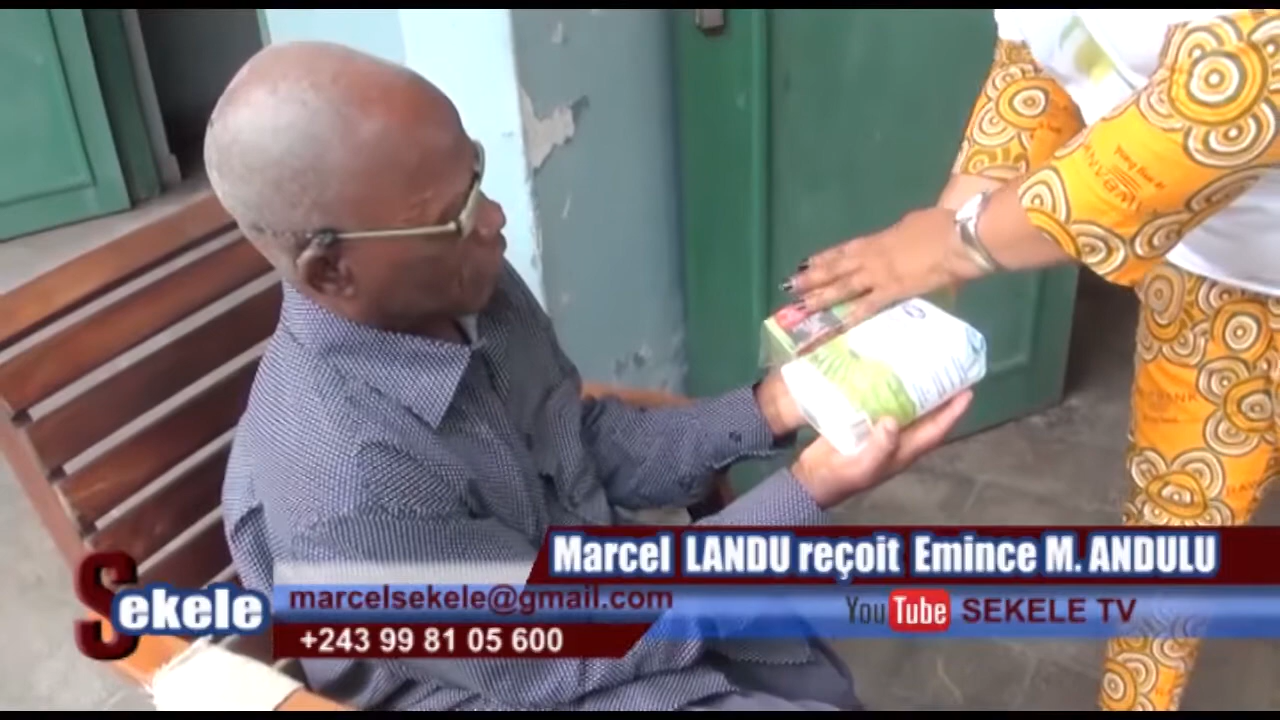 Marcel LANDU reçoit Emince M. ANDULU
Sekele
marcelsekele@gmail.com
YouTube SEKELE TV
+243 99 81 05 600